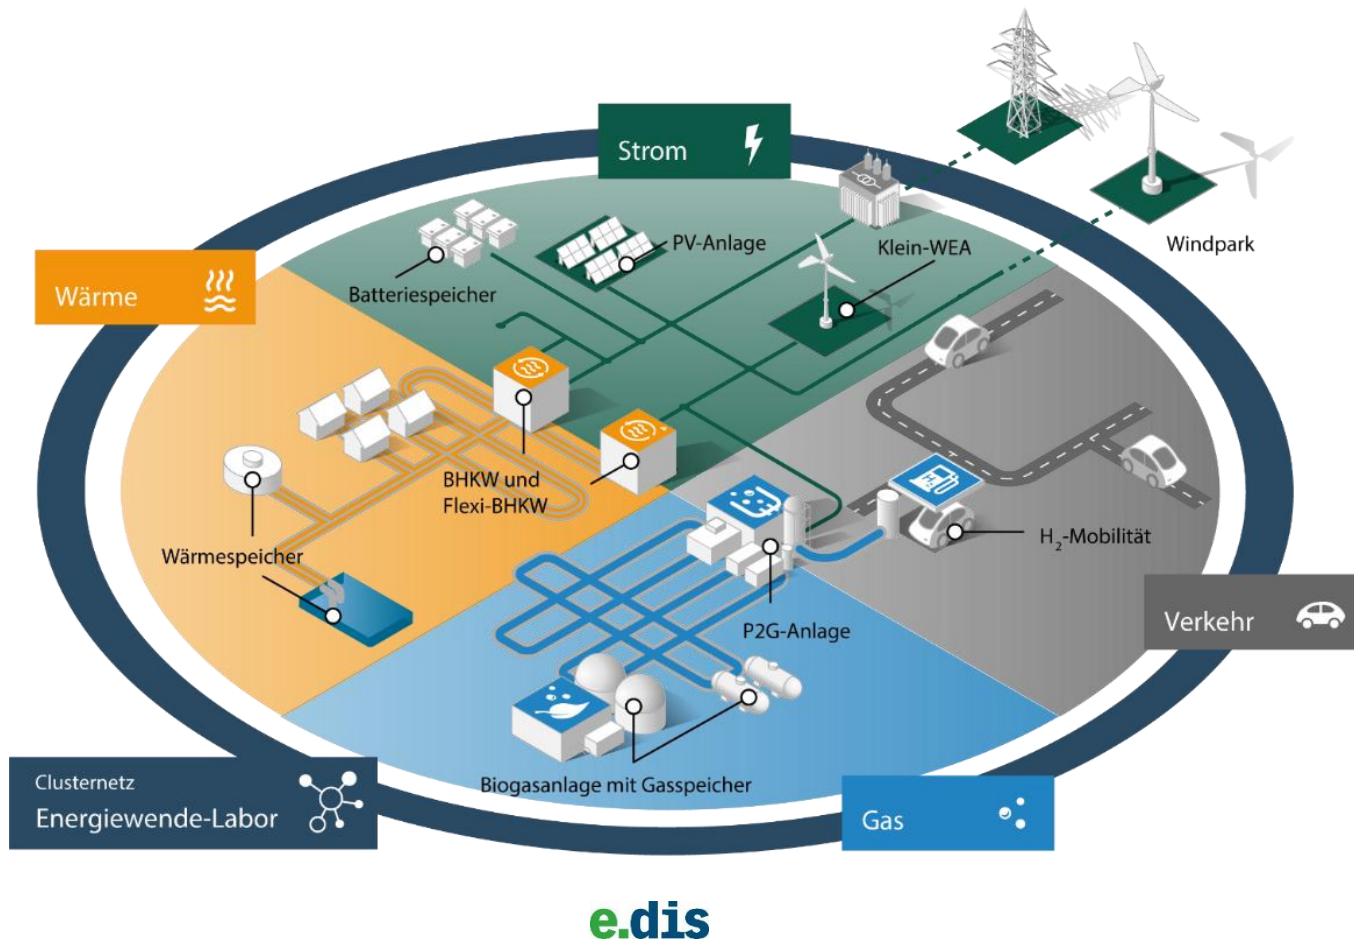 Strom
Windpark
Klein-WEA
PV-Anlage
Batteriespeicher
Wärme
BHKW und
Flexi-BHKW
Wärmespeicher
H₂-Mobilität
P2G-Anlage
Verkehr
Biogasanlage mit Gasspeicher
Clusternetz
Energiewende-Labor
Gas
e.dis